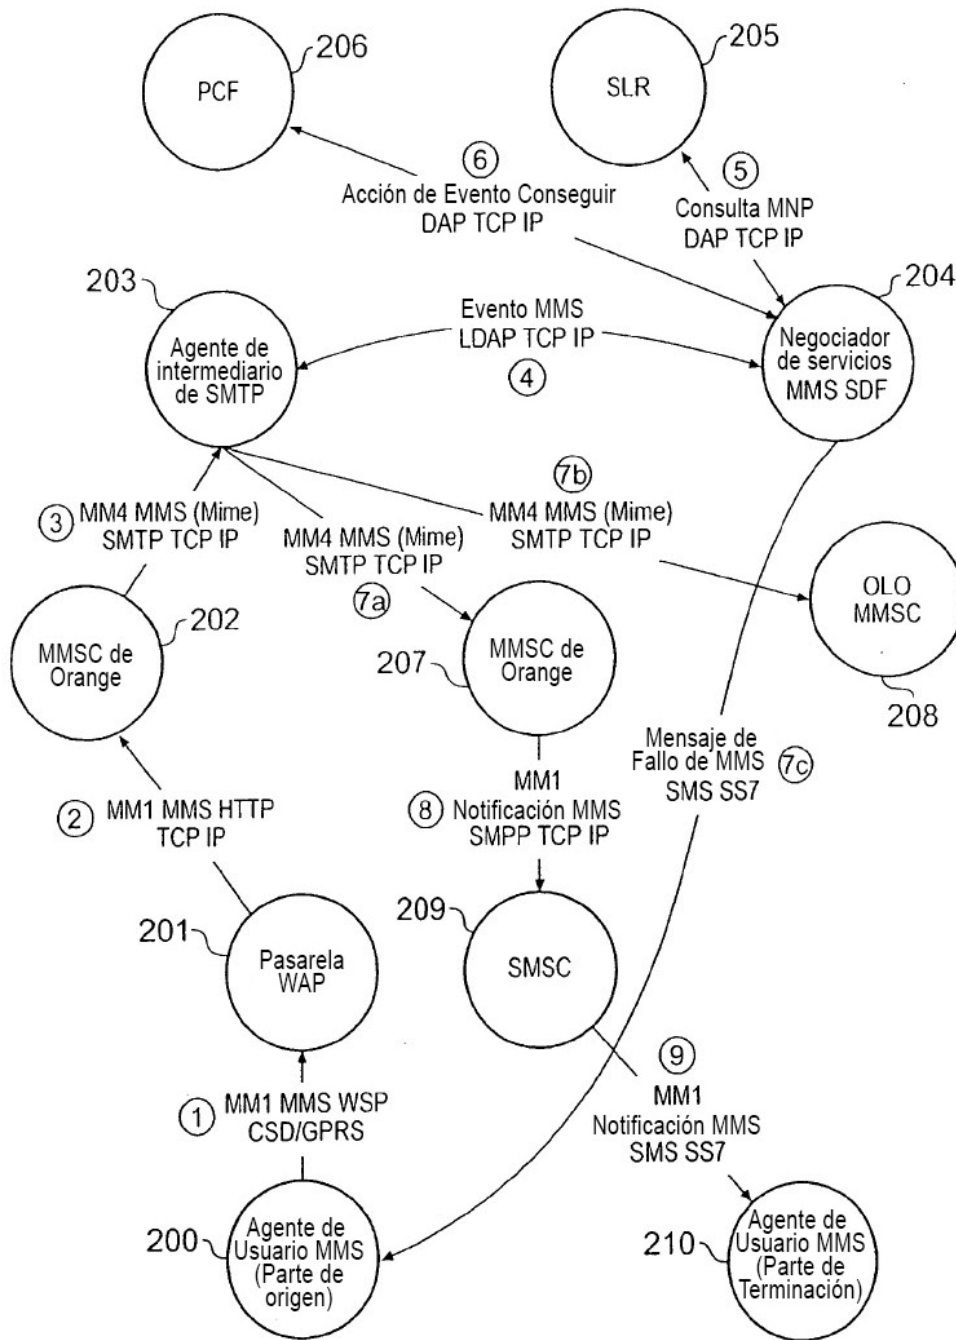 206
PCF
205
SLR
6
Acción de Evento Conseguir
DAP TCP IP
5
Consulta MNP
DAP TCP IP
203
Agente de
intermediario
de SMTP
Evento MMS
LDAP TCP IP
4
204
Negociador
de servicios
MMS SDF
3
MM4 MMS (Mime)
SMTP TCP IP
MM4 MMS (Mime)
SMTP TCP IP
7a
7b
MM4 MMS (Mime)
SMTP TCP IP
OLO
MMSC
208
202
MMSC de
Orange
MMSC de
Orange
207
Mensaje de
Fallo de MMS
SMS SS7
7c
2
MM1 MMS HTTP
TCP IP
8
MM1
Notificación MMS
SMPP TCP IP
201
Pasarela
WAP
209
SMSC
1
MM1 MMS WSP
CSD/GPRS
9
MM1
Notificación MMS
SMS SS7
200
Agente de
Usuario MMS
(Parte de
origen)
210
Agente de
Usuario MMS
(Parte de
Terminación)